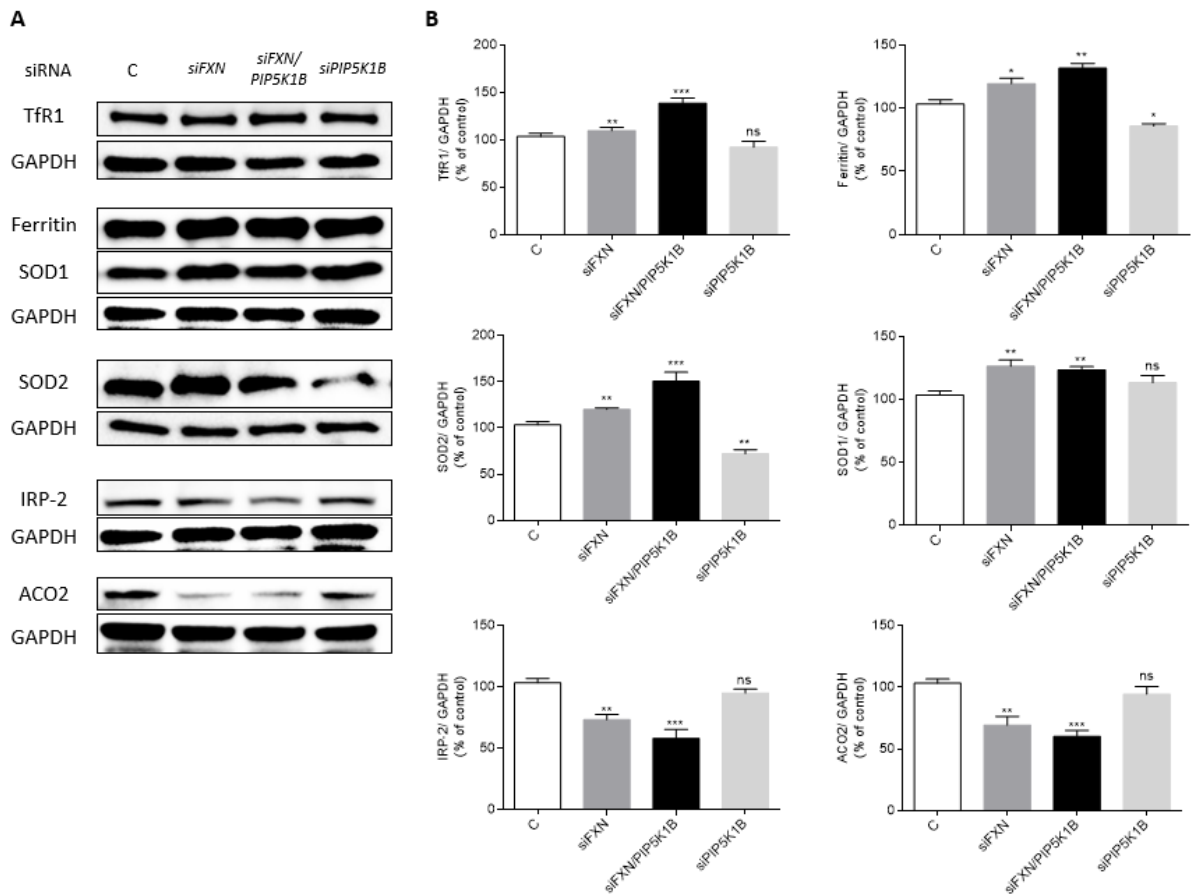 A
siRNA C siFXN siFXN/ PIP5K1B siPIP5K1B
TfR1
GAPDH
Ferritin
SOD1
GAPDH
SOD2
GAPDH
IRP-2
GAPDH
ACO2
GAPDH
B
TfR1/ GAPDH
(% of control)
200
150
100
50
0
**
***
ns
C
siFXN
siFXN/PIP5K1B
siPIP5K1B
Ferritin/ GAPDH
(% of control)
150
100
50
0
*
**
*
C
siFXN
siFXN/PIP5K1B
siPIP5K1B
SOD2/ GAPDH
(% of control)
200
150
100
50
0
**
***
**
C
siFXN
siFXN/PIP5K1B
siPIP5K1B
SOD1/ GAPDH
(% of control)
150
100
50
0
**
**
ns
C
siFXN
siFXN/PIP5K1B
siPIP5K1B
IRP-2/ GAPDH
(% of control)
150
100
50
0
**
***
ns
C
siFXN
siFXN/PIP5K1B
siPIP5K1B
ACO2/ GAPDH
(% of control)
150
100
50
0
**
***
ns
C
siFXN
siFXN/PIP5K1B
siPIP5K1B